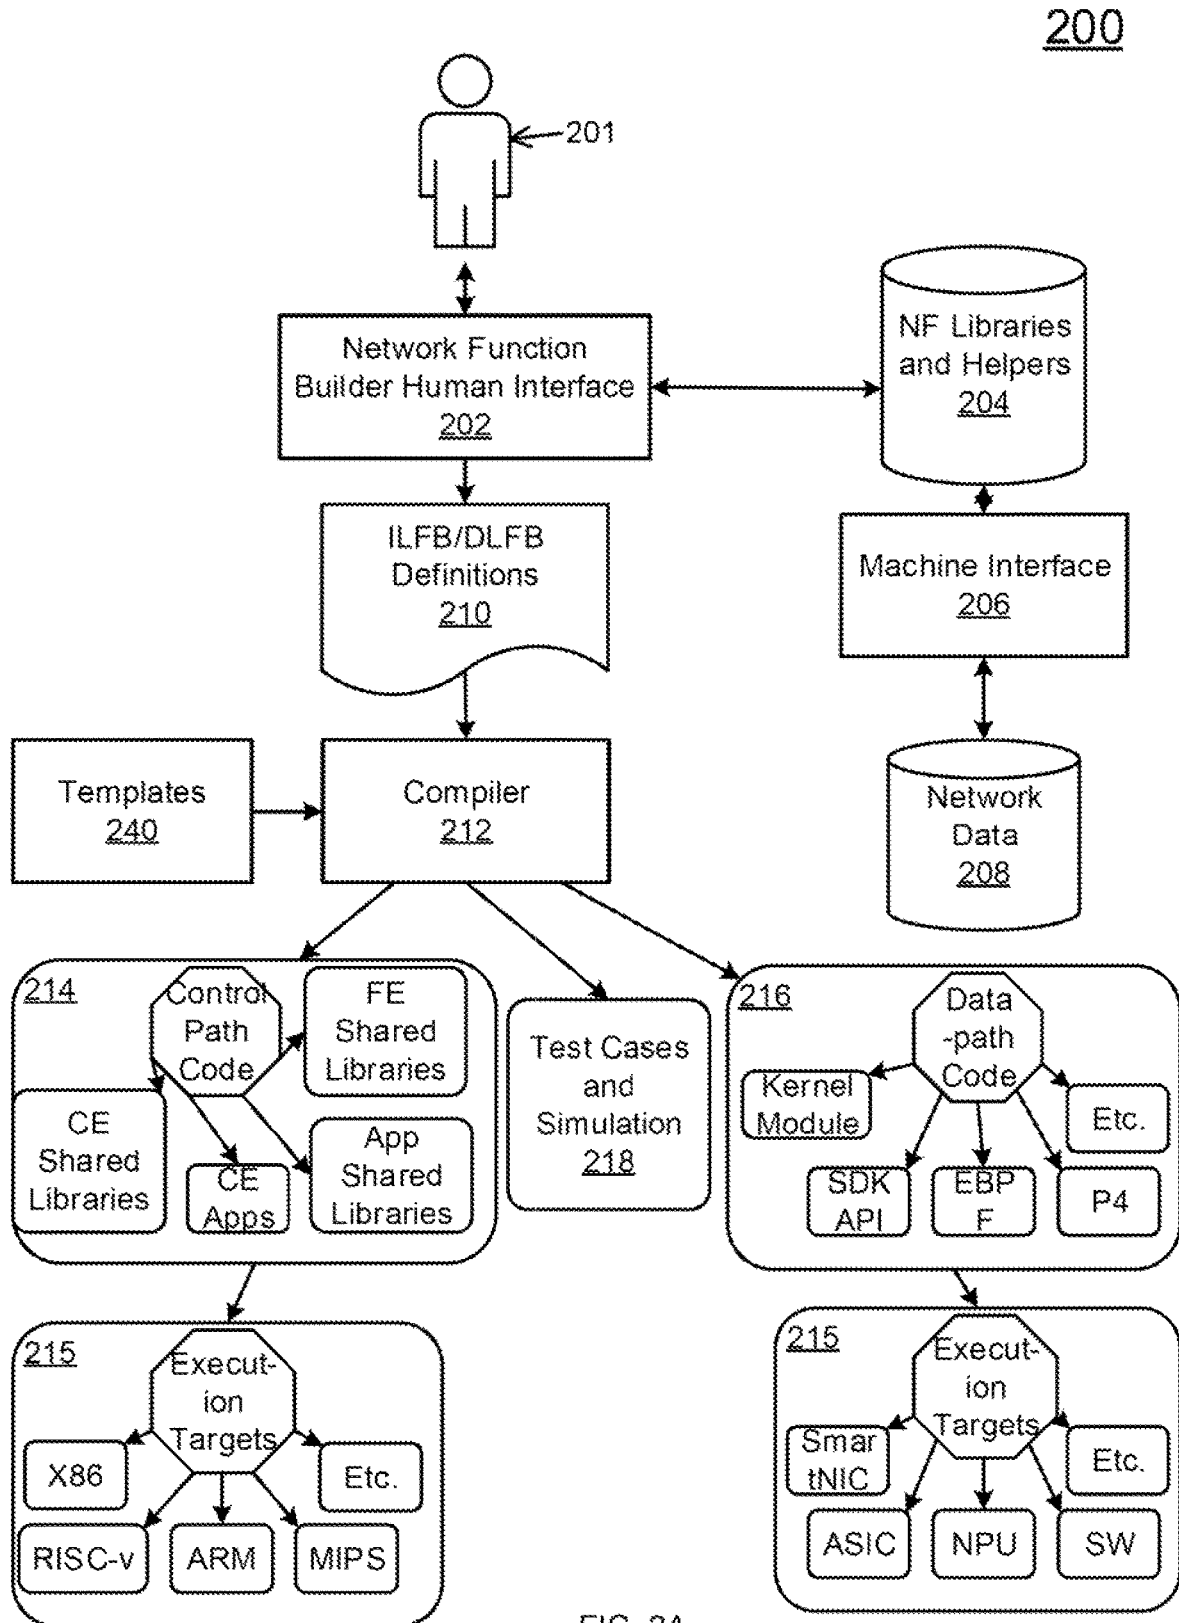 200
201
Network Function
Builder Human Interface
202
NF Libraries
and Helpers
204
ILFB/DLFB
Definitions
210
Machine Interface
206
Templates
240
Compiler
212
Network
Data
208
214
Control
Path
Code
FE
Shared
Libraries
CE
Shared
Libraries
CE
Apps
App
Shared
Libraries
Test Cases
and
Simulation
218
216
Data
-path
Code
Kernel
Module
Etc.
SDK
API
EBP
F
P4
215
Execut-
ion
Targets
X86
Etc.
RISC-v
ARM
MIPS
215
Execut-
ion
Targets
Smar
tNIC
Etc.
ASIC
NPU
SW
FIG. 2A